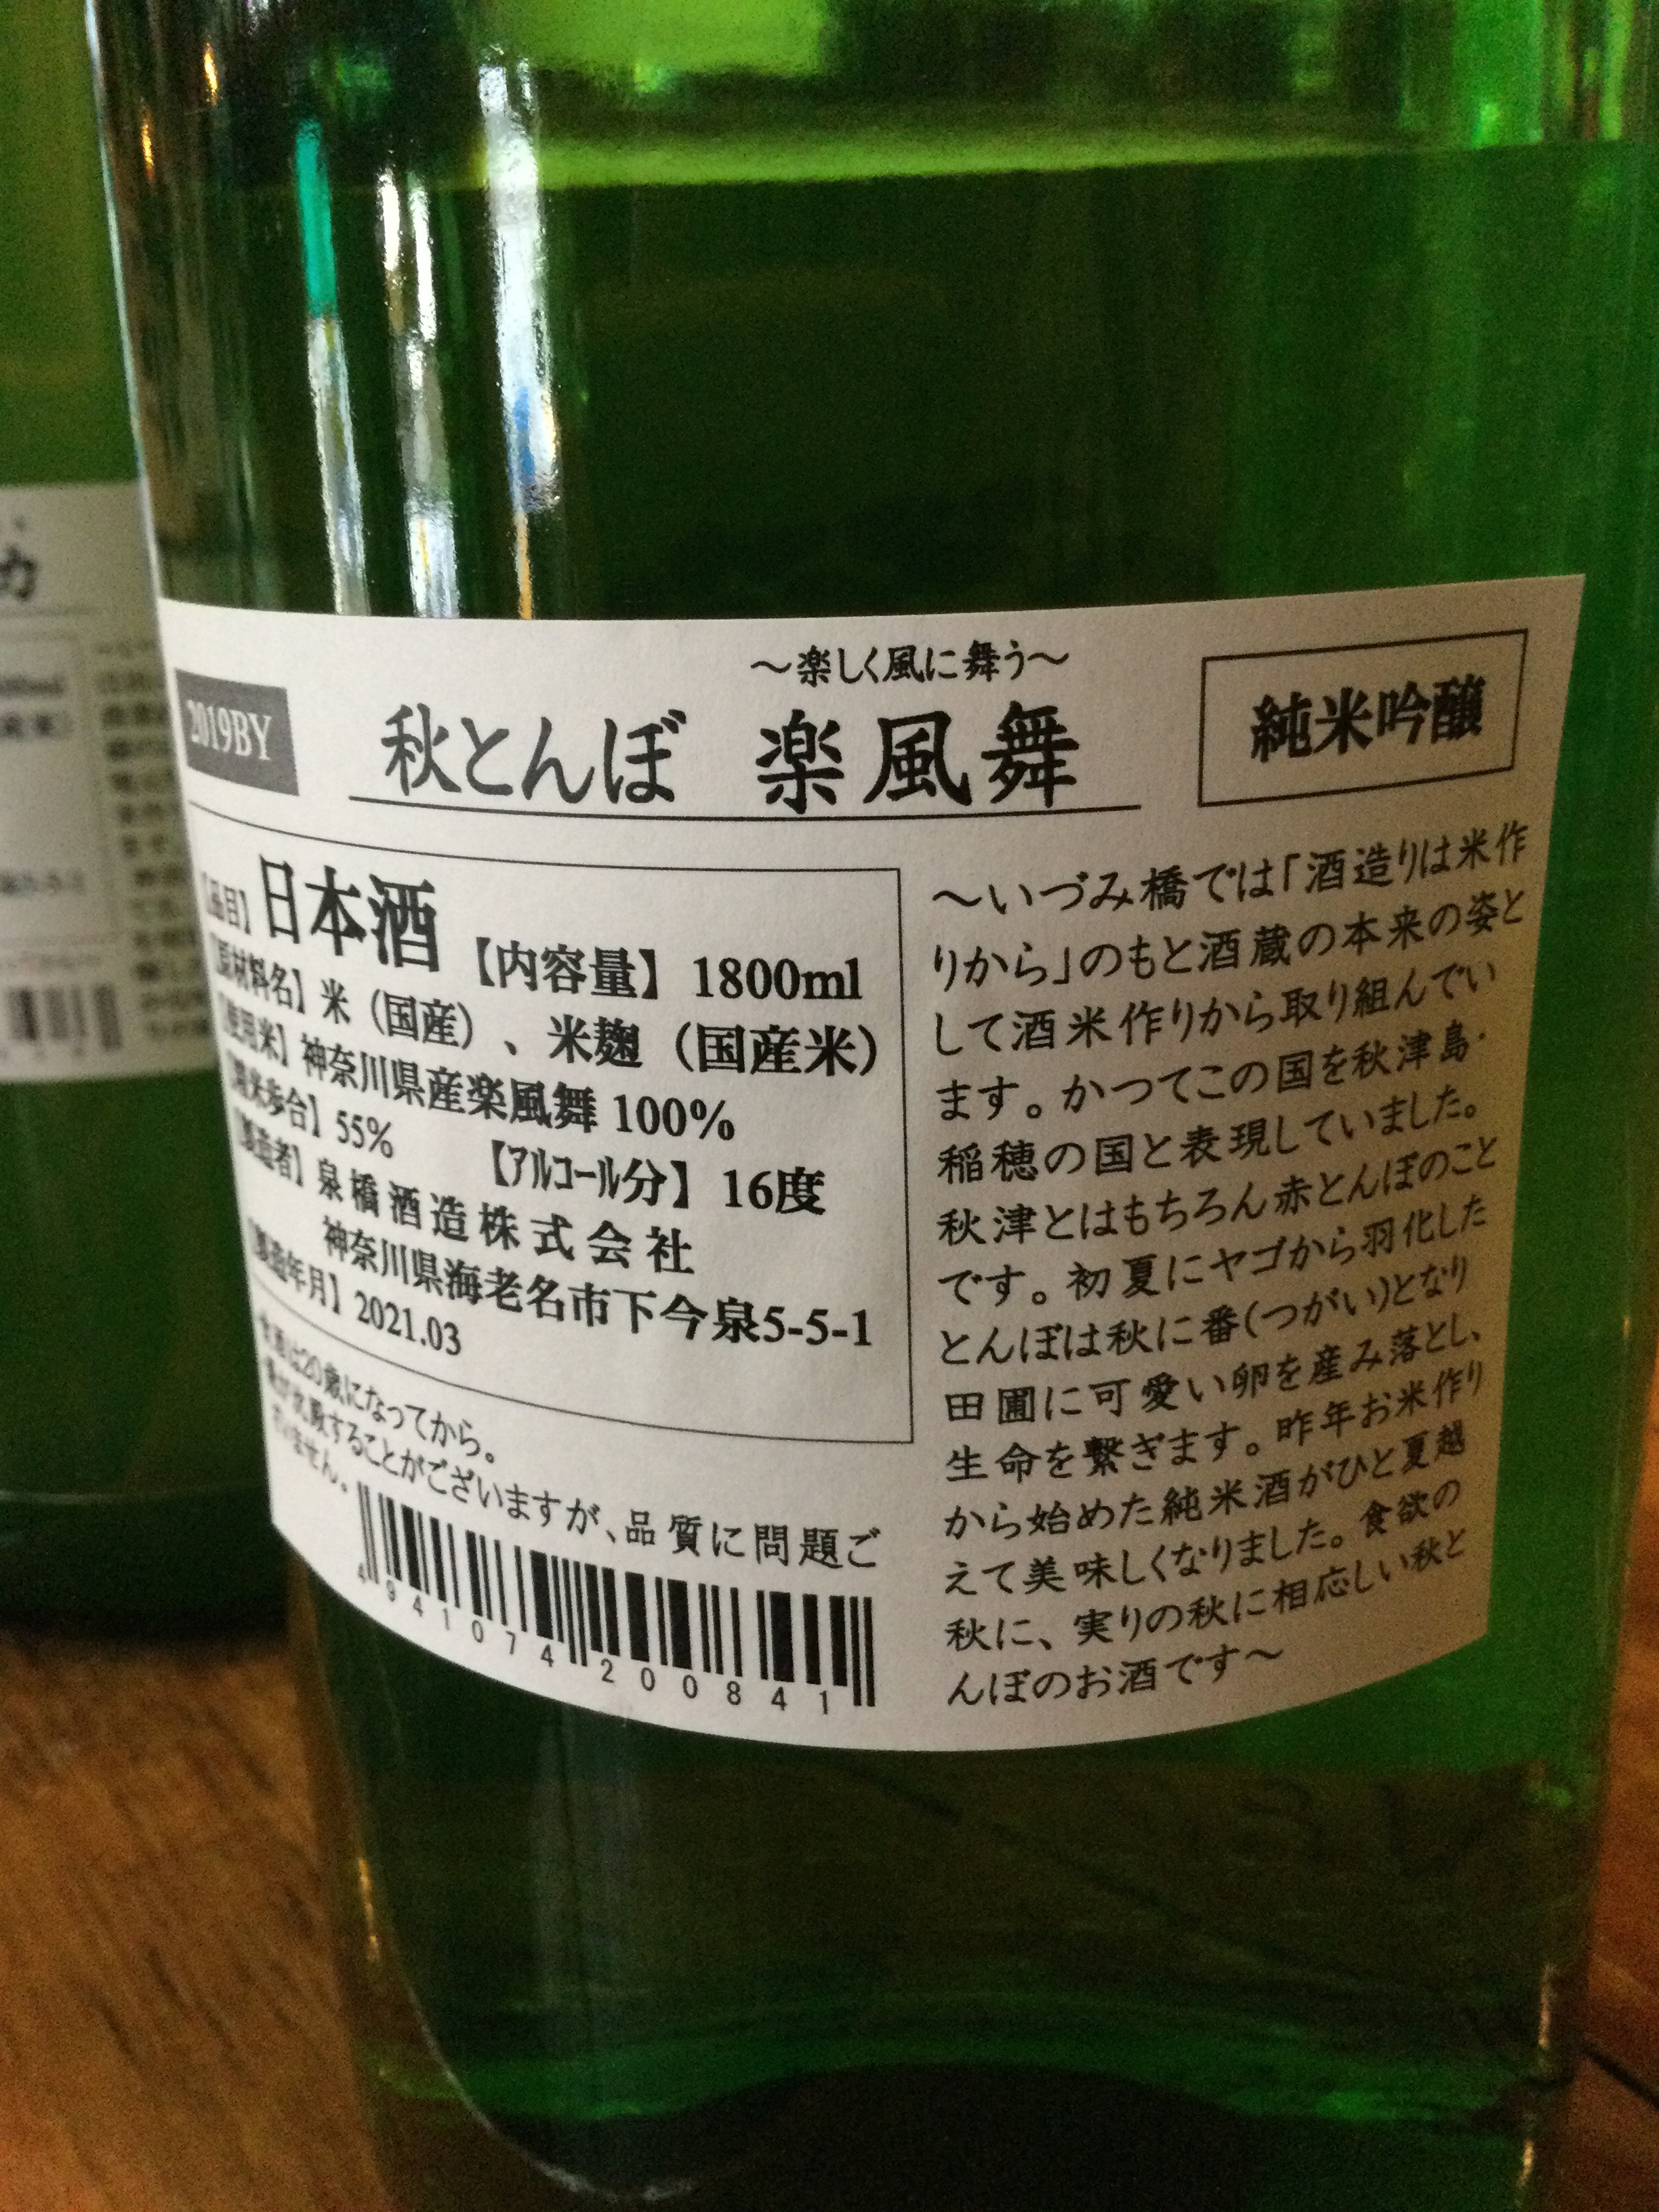 ～楽しく風に舞う～
2019BY
秋とんぼ 楽風舞
純米吟醸
【品目】日本酒 【内容量】1800ml
【原材料名】米（国産）、米麹（国産米）
【使用米】神奈川県産楽風舞 100%
【精米歩合】55% 【アルコール分】16度
【製造者】泉橋酒造株式会社
神奈川県海老名市下今泉5-5-1
【製造年月】2021.03
は20歳になってから。
することがございますが、品質に問題ご
ません。
4941074200841
～いづみ橋では「酒造りは米作
りから」のもと酒蔵の本来の姿と
して酒米作りから取り組んでい
ます。かつてこの国を秋津島・
稲穂の国と表現していました。
秋津とはもちろん赤とんぼのこと
です。初夏にヤゴから羽化した
とんぼは秋に番(つがい)となり
田圃に可愛い卵を産み落とし、
生命を繋ぎます。昨年お米作り
から始めた純米酒がひと夏越
えて美味しくなりました。食欲の
秋に、実りの秋に相応しい秋と
んぼのお酒です～